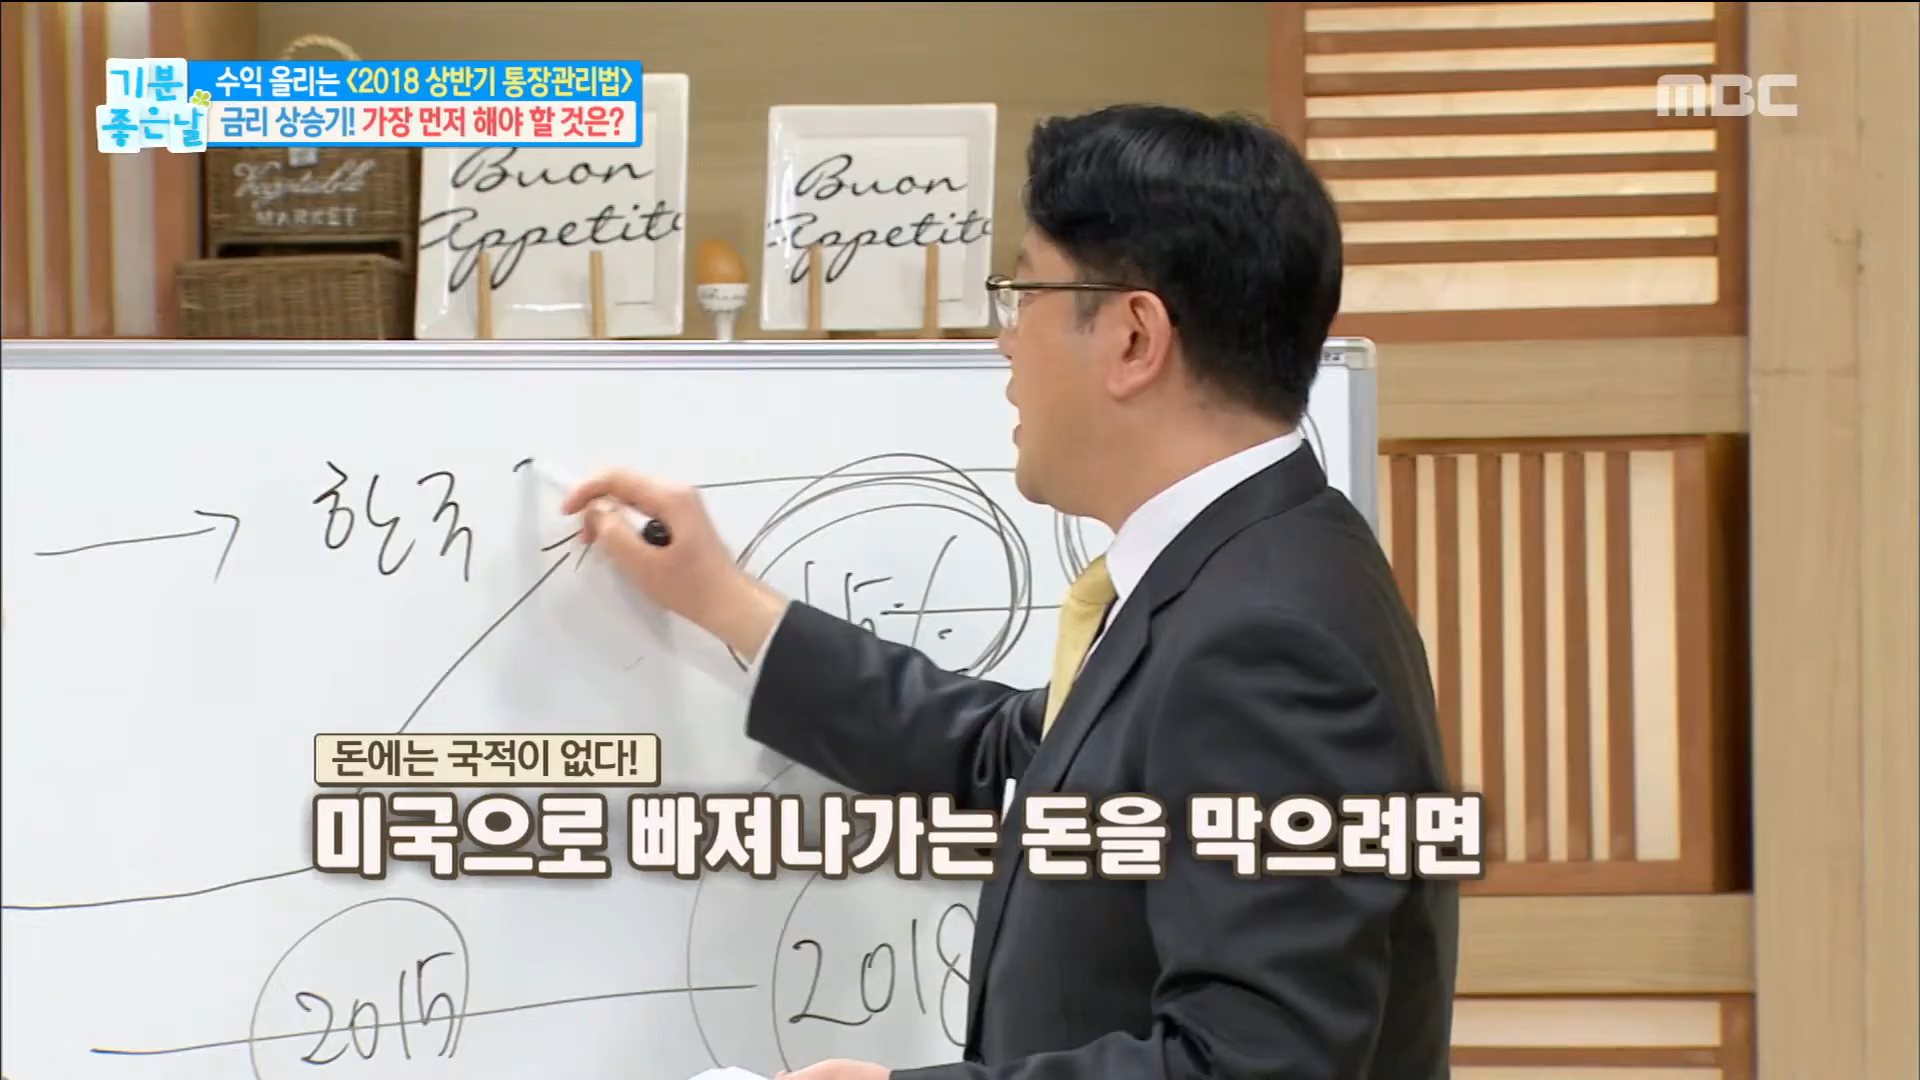 기분 좋은날
수익 올리는 <2018 상반기 통장관리법>
금리 상승기! 가장 먼저 해야 할 것은?
MBC
Vegetable
MARKET
Buon
Appetito
Buon
Appetito
한국
%
돈에는 국적이 없다!
미국으로 빠져나가는 돈을 막으려면
2015
2018